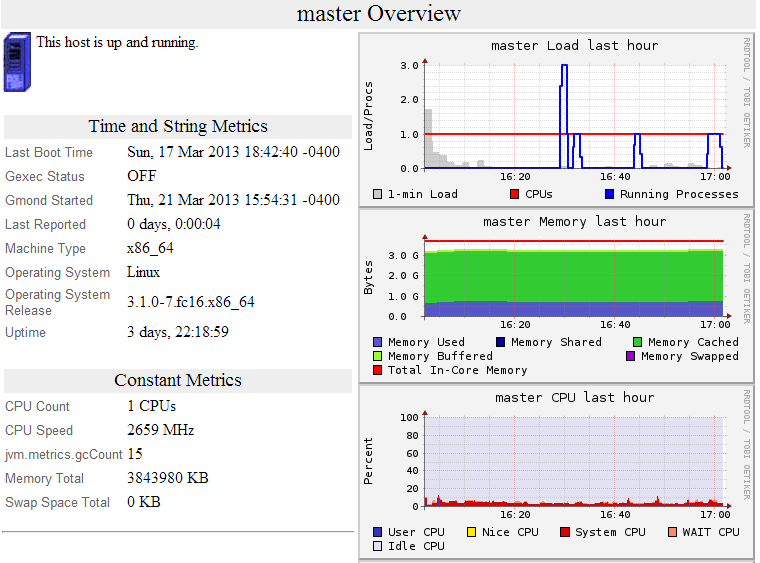 master Overview
This host is up and running.
Time and String Metrics
Last Boot Time Sun, 17 Mar 2013 18:42:40 -0400
Gexec Status OFF
Gmond Started Thu, 21 Mar 2013 15:54:31 -0400
Last Reported 0 days, 0:00:04
Machine Type x86_64
Operating System Linux
Operating System
Release 3.1.0-7.fc16.x86_64
Uptime 3 days, 22:18:59
Constant Metrics
CPU Count 1 CPUs
CPU Speed 2659 MHz
jvm.metrics.gcCount 15
Memory Total 3843980 KB
Swap Space Total 0 KB
master Load last hour
RRDTOOL / TOBI OETIKER
Load/Procs
3.0
2.0
1.0
0.0
16:20 16:40 17:00
1-min Load CPUs Running Processes
master Memory last hour
RRDTOOL / TOBI OETIKER
Bytes
3.0 G
2.0 G
1.0 G
0.0
16:20 16:40 17:00
Memory Used Memory Shared Memory Cached
Memory Buffered Memory Swapped
Total In-Core Memory
master CPU last hour
RRDTOOL / TOBI OETIKER
Percent
100
80
60
40
20
0
16:20 16:40 17:00
User CPU Nice CPU System CPU WAIT CPU
Idle CPU